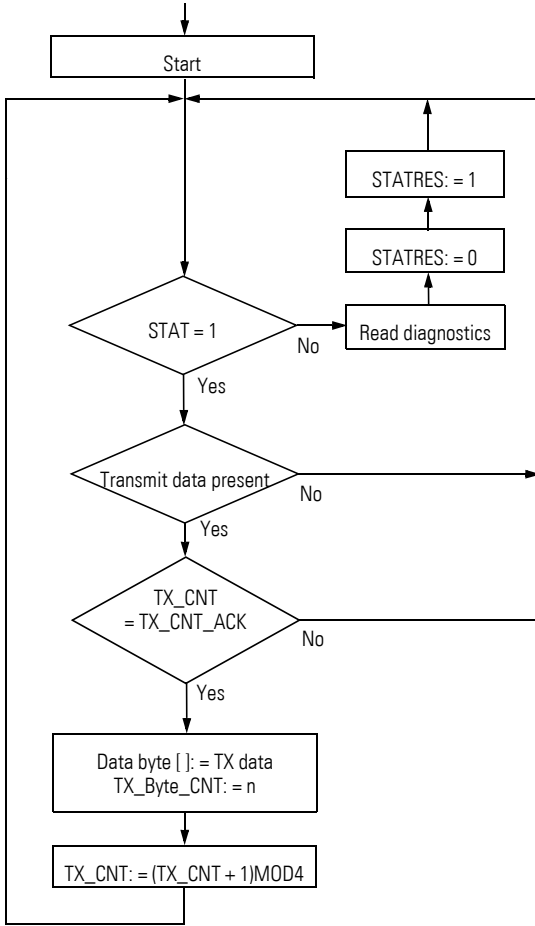 Start
STATRES: = 1
STATRES: = 0
STAT = 1
No
Read diagnostics
Yes
Transmit data present
No
Yes
TX_CNT
= TX_CNT_ACK
No
Yes
Data byte [ ]: = TX data
TX_Byte_CNT: = n
TX_CNT: = (TX_CNT + 1)MOD4